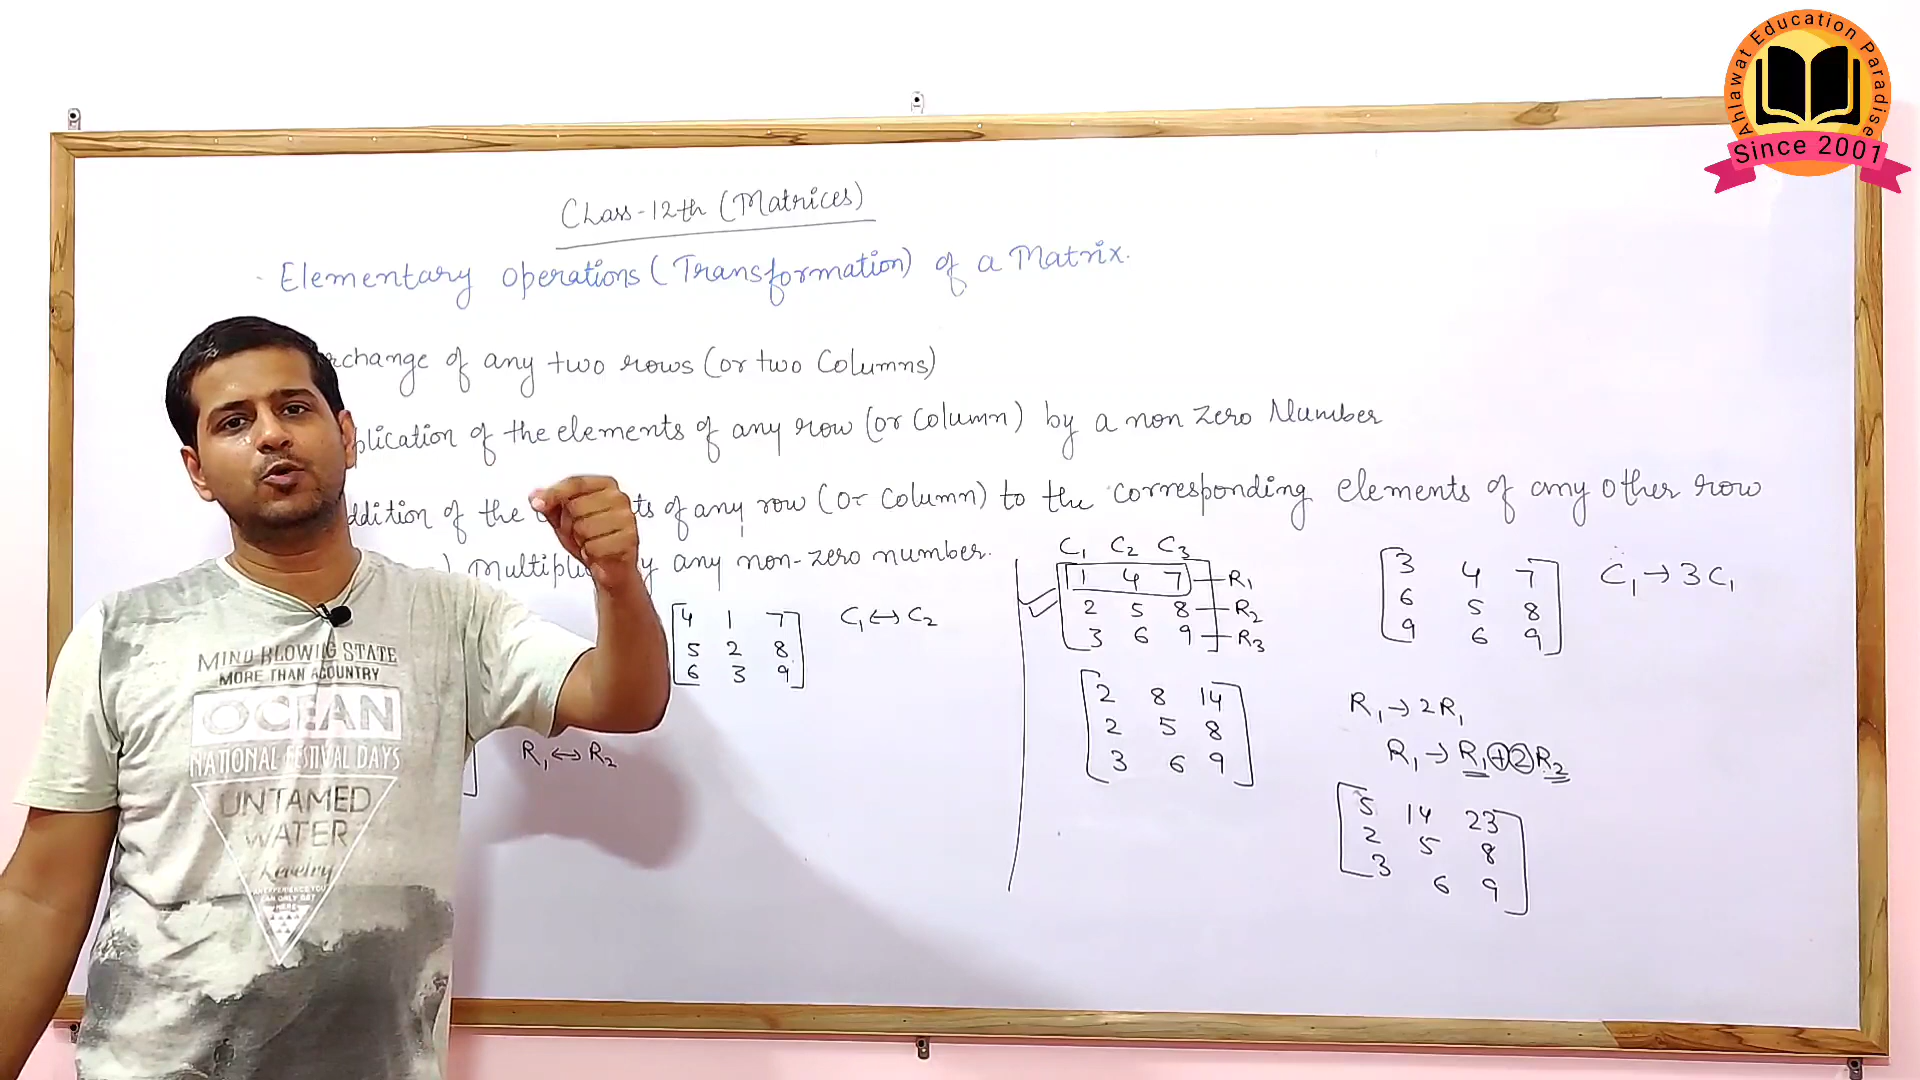 Ahlawat Education Paradise
Since 2001
Class-12th (Matrices)
Elementary operations (Transformation) of a Matrix.
of any two rows (or two Columns)
of the elements of any row (or Column) by a non zero Number
of the of any row (or Column) to the corresponding elements of any other row
any non-zero number.
C1 C2 C3
1 4 7 R1
2 5 8 R2
3 6 9 R3
3 4 7
6 5 8
9 6 9
C1 → 3C1
4 1 7
5 2 8
6 3 9
C1 ↔ C2
2 8 14
2 5 8
3 6 9
R1 → 2R1
R1 → R1+2R2
R1 ↔ R2
5 14 23
2 5 8
3 6 9
MIND BLOWING STATE
MORE THAN A COUNTRY
OCEAN
NATIONAL FESTIVAL DAYS
UNTAMED
WATER